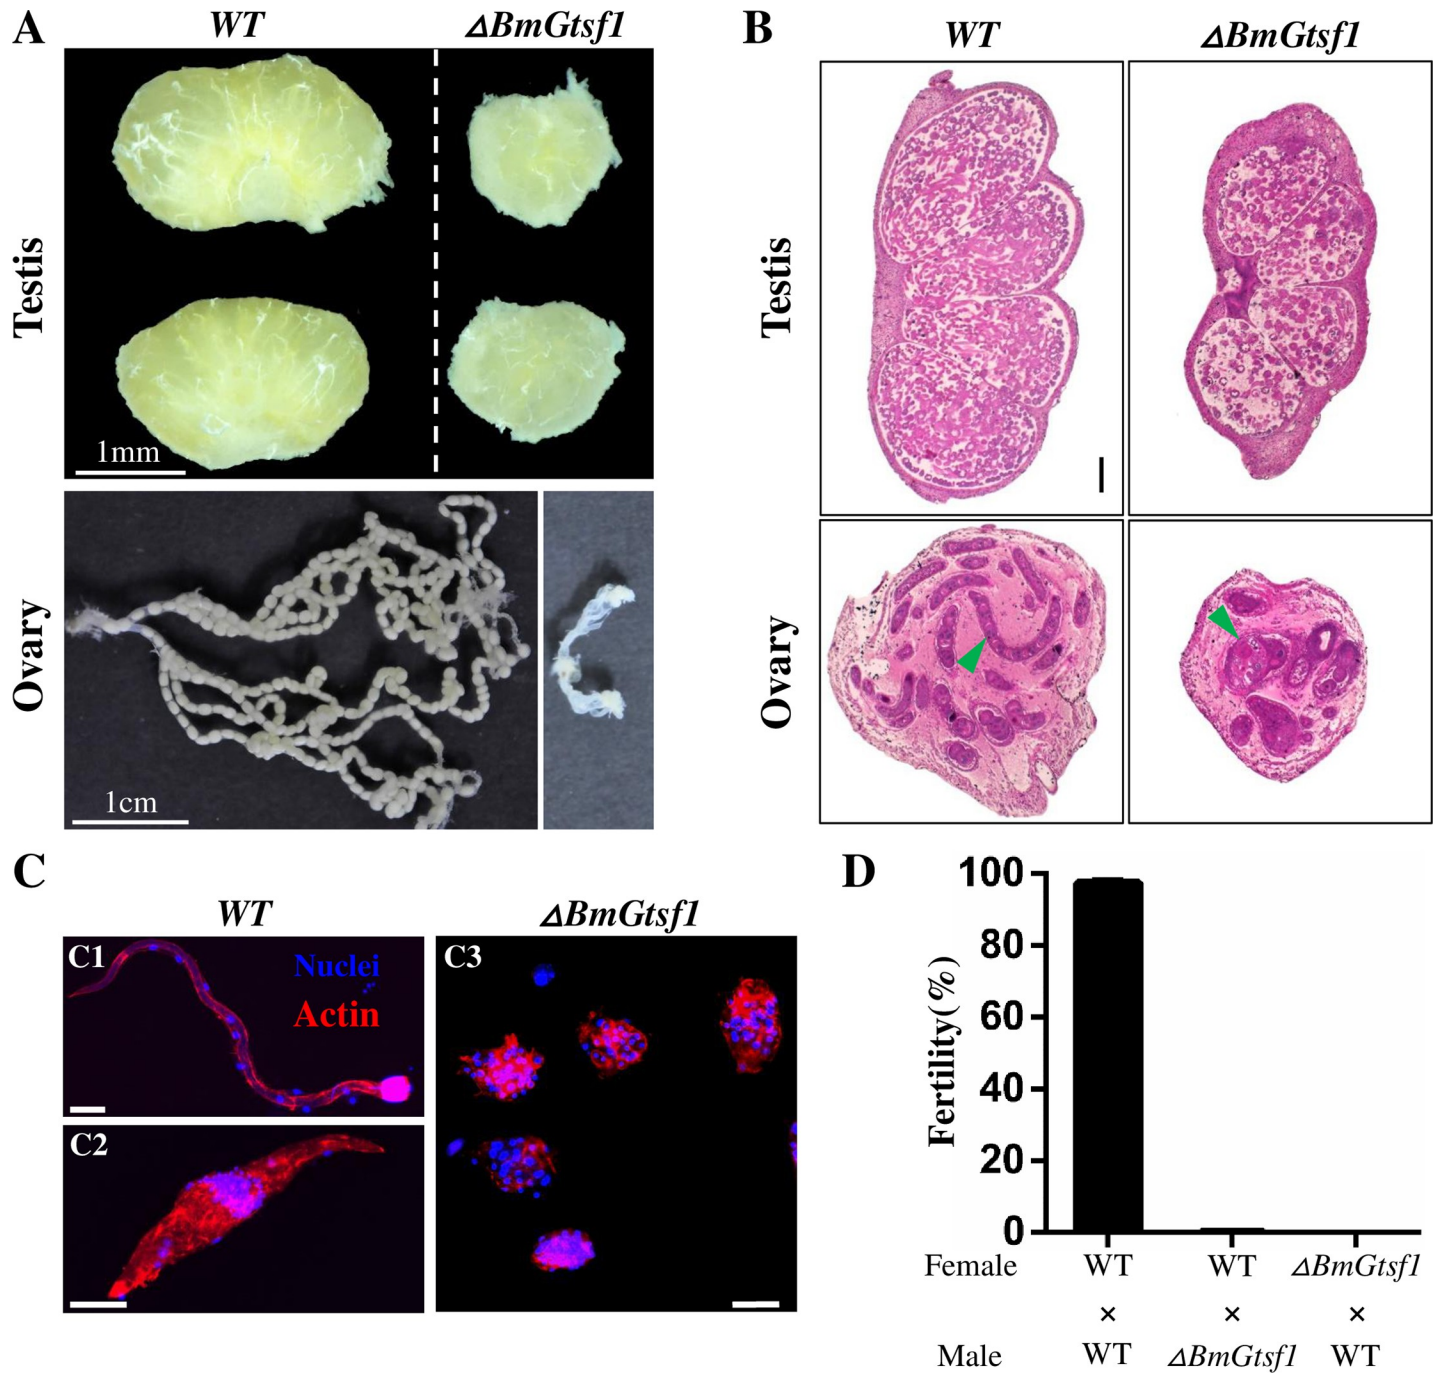 A
WT
ΔBmGtsf1
Testis
1mm
Ovary
1cm
B
WT
ΔBmGtsf1
Testis
Ovary
C
WT
ΔBmGtsf1
C1
Nuclei
Actin
C2
C3
D
Fertility(%)
100
80
60
40
20
0
Female WT WT ΔBmGtsf1
× × ×
Male WT ΔBmGtsf1 WT